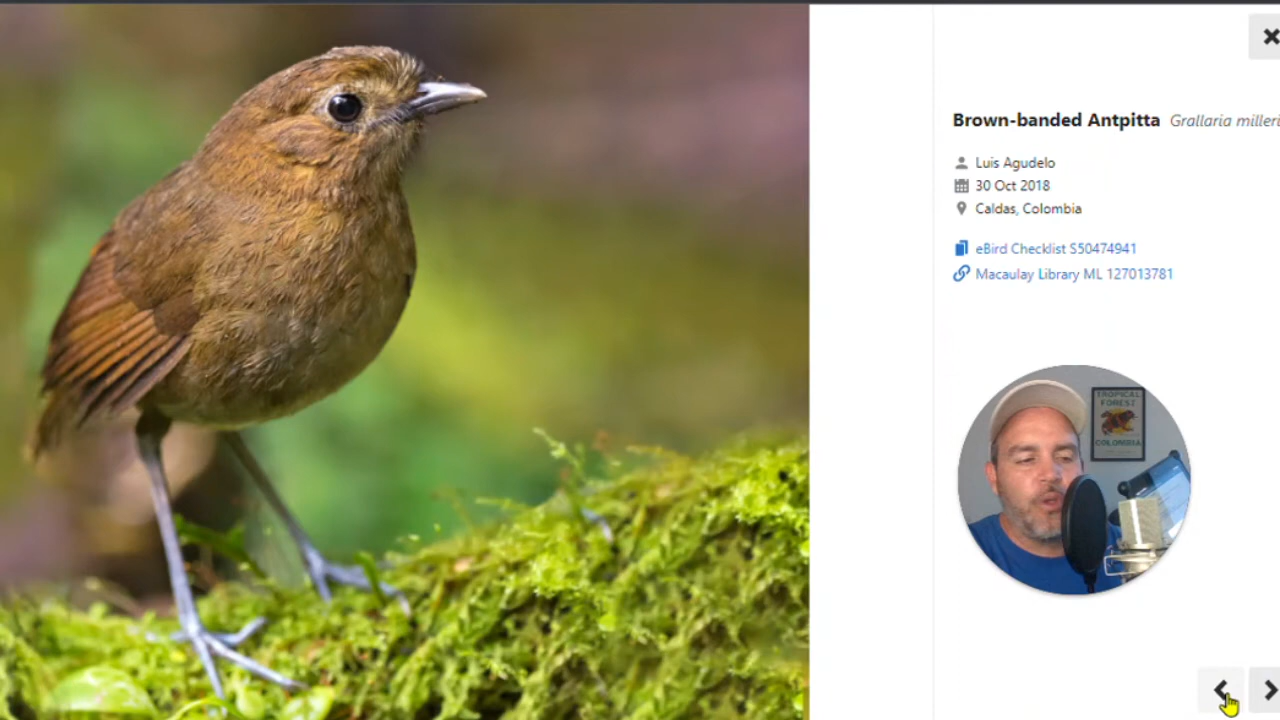 Brown-banded Antpitta Grallaria milleri
Luis Agudelo
30 Oct 2018
Caldas, Colombia
eBird Checklist S50474941
Macaulay Library ML 127013781
TROPICAL
FOREST
COLOMBIA